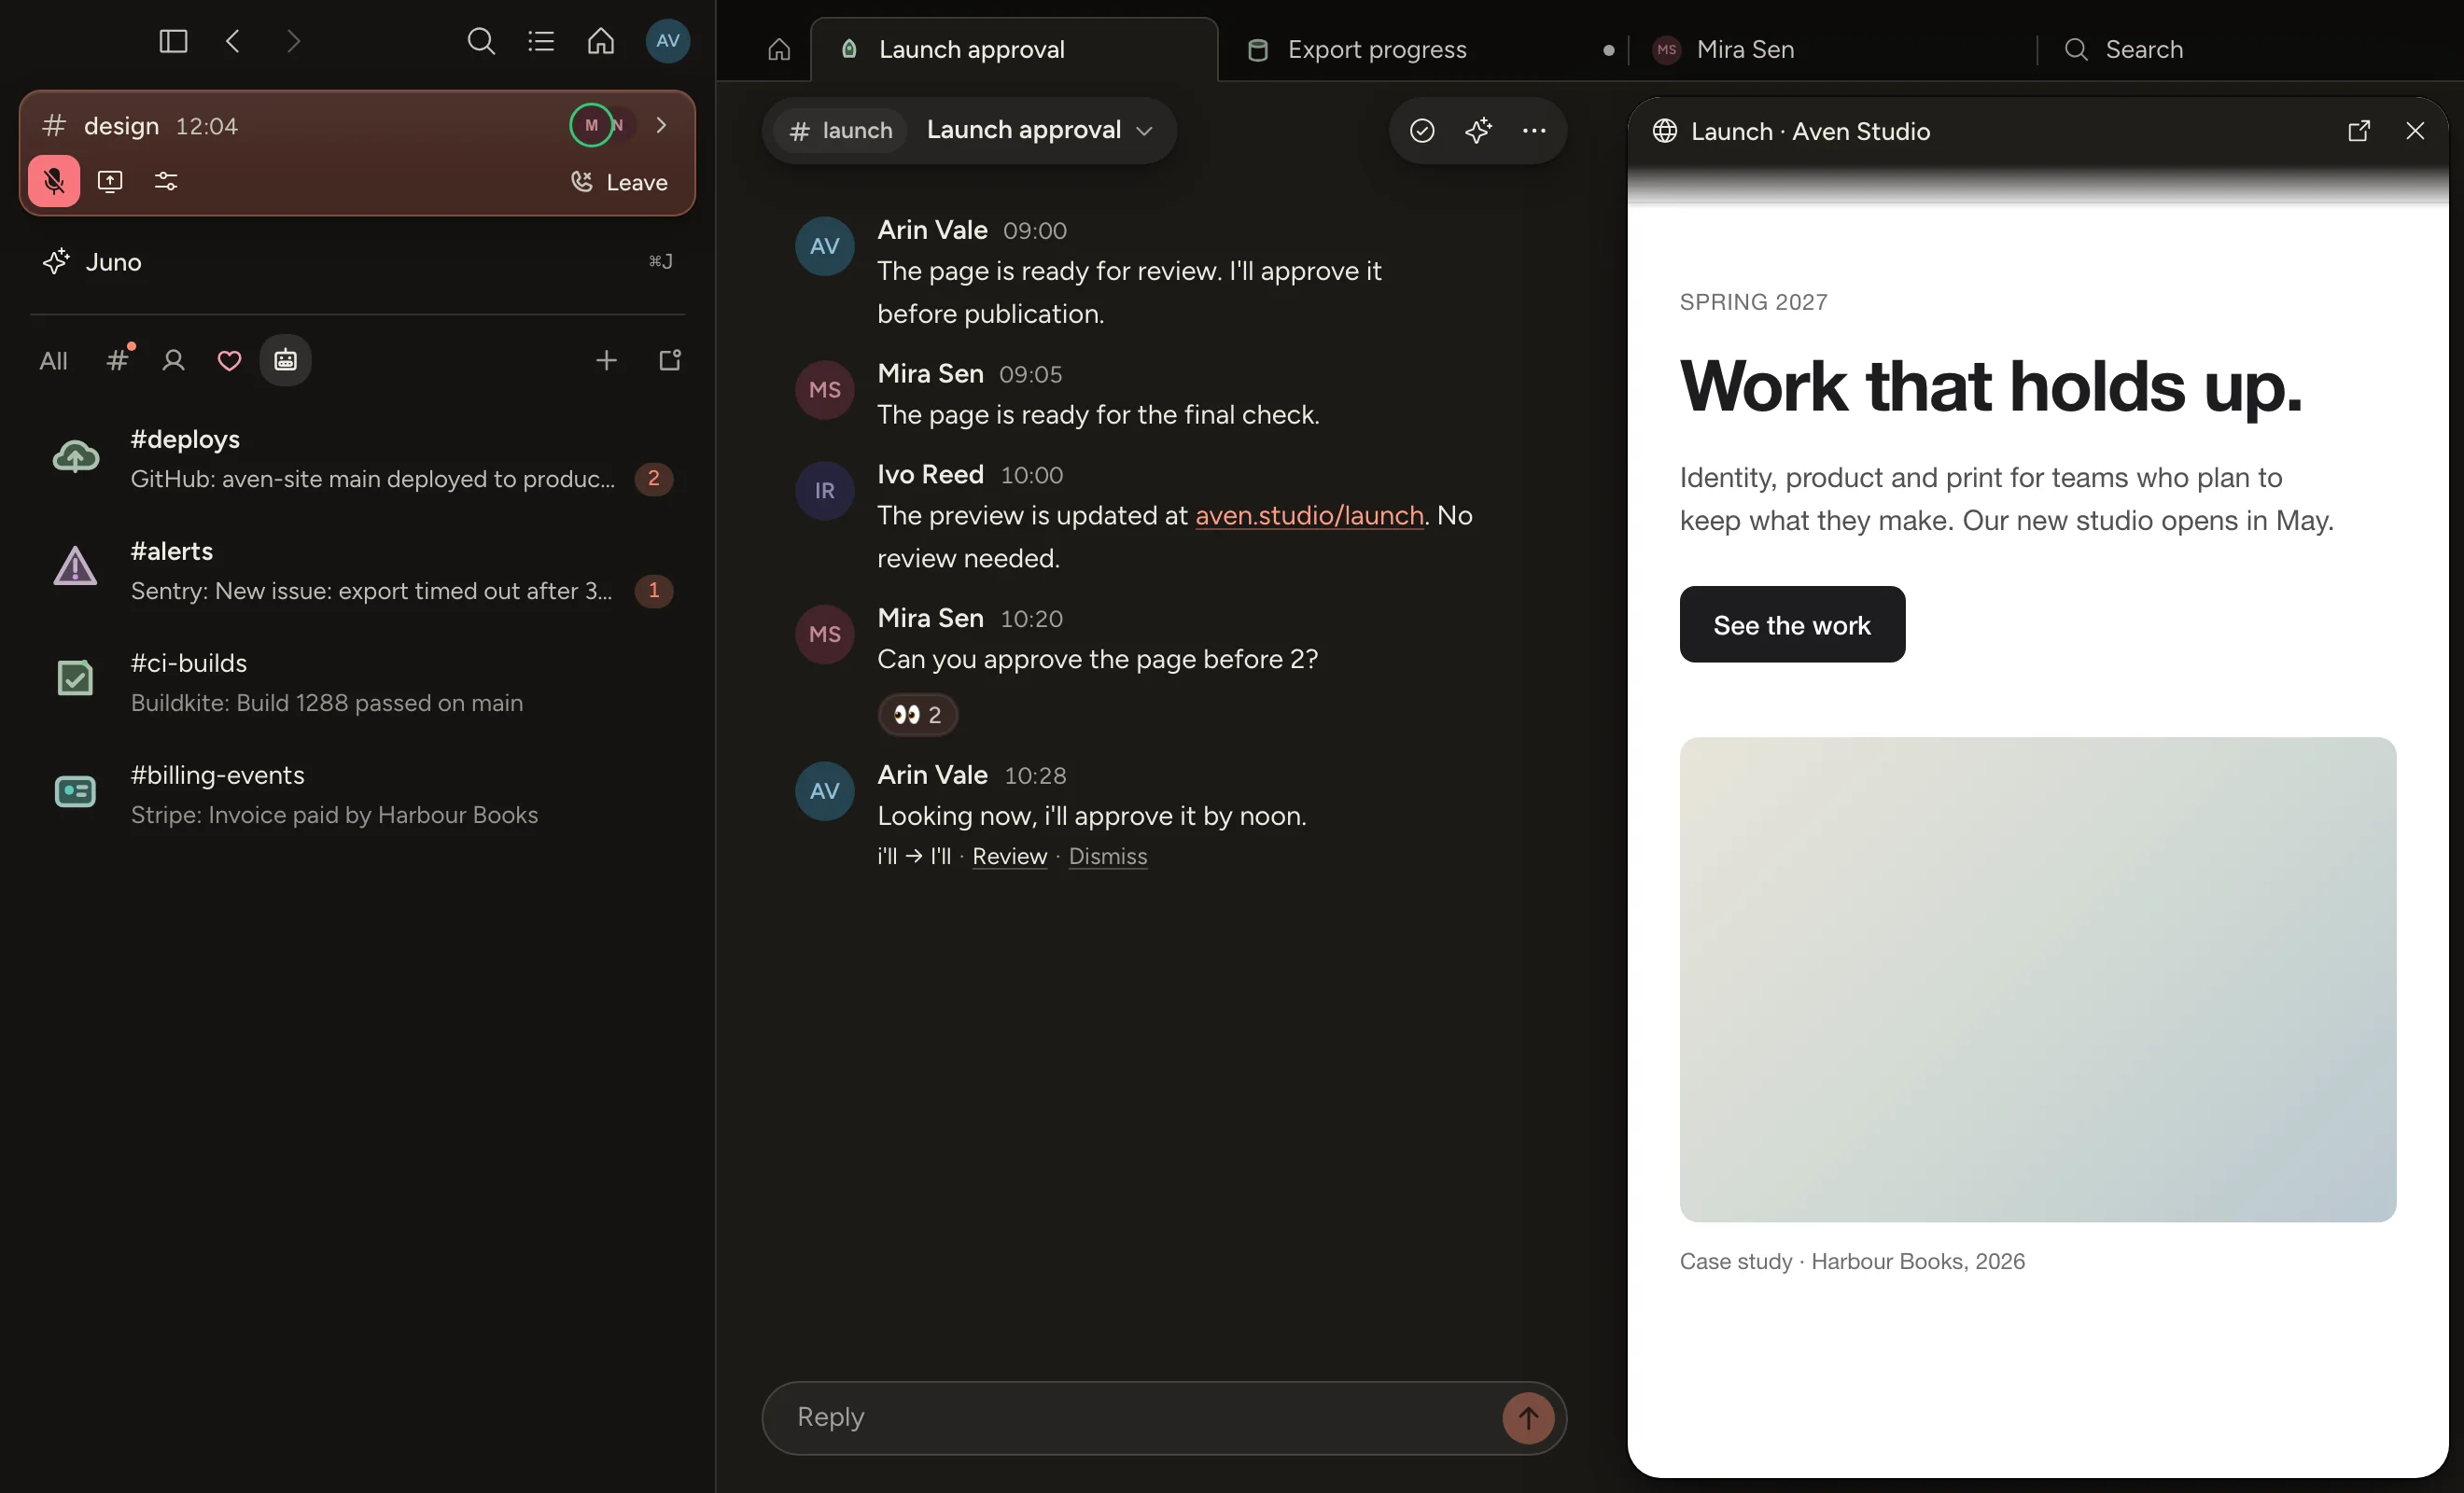 AV
# design 12:04
M N
Leave
Juno
⌘J
All
#deploys
GitHub: aven-site main deployed to produc...
2
#alerts
Sentry: New issue: export timed out after 3...
1
#ci-builds
Buildkite: Build 1288 passed on main
#billing-events
Stripe: Invoice paid by Harbour Books
Launch approval
Export progress
MS Mira Sen
Search
# launch
Launch approval
AV
Arin Vale 09:00
The page is ready for review. I'll approve it
before publication.
MS
Mira Sen 09:05
The page is ready for the final check.
IR
Ivo Reed 10:00
The preview is updated at aven.studio/launch. No
review needed.
MS
Mira Sen 10:20
Can you approve the page before 2?
👀 2
AV
Arin Vale 10:28
Looking now, i'll approve it by noon.
i'll → I'll · Review · Dismiss
Reply
Launch · Aven Studio
SPRING 2027
Work that holds up.
Identity, product and print for teams who plan to
keep what they make. Our new studio opens in May.
See the work
Case study · Harbour Books, 2026